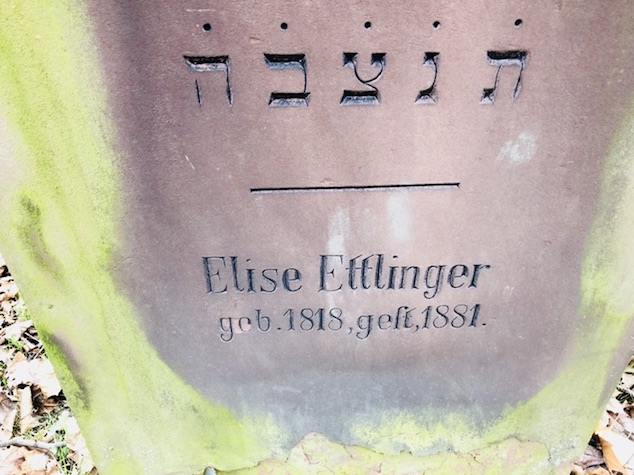 ת̇ נ̇ צ̇ ב̇ ה̇
Elise Ettlinger
geb. 1818, gest, 1881.